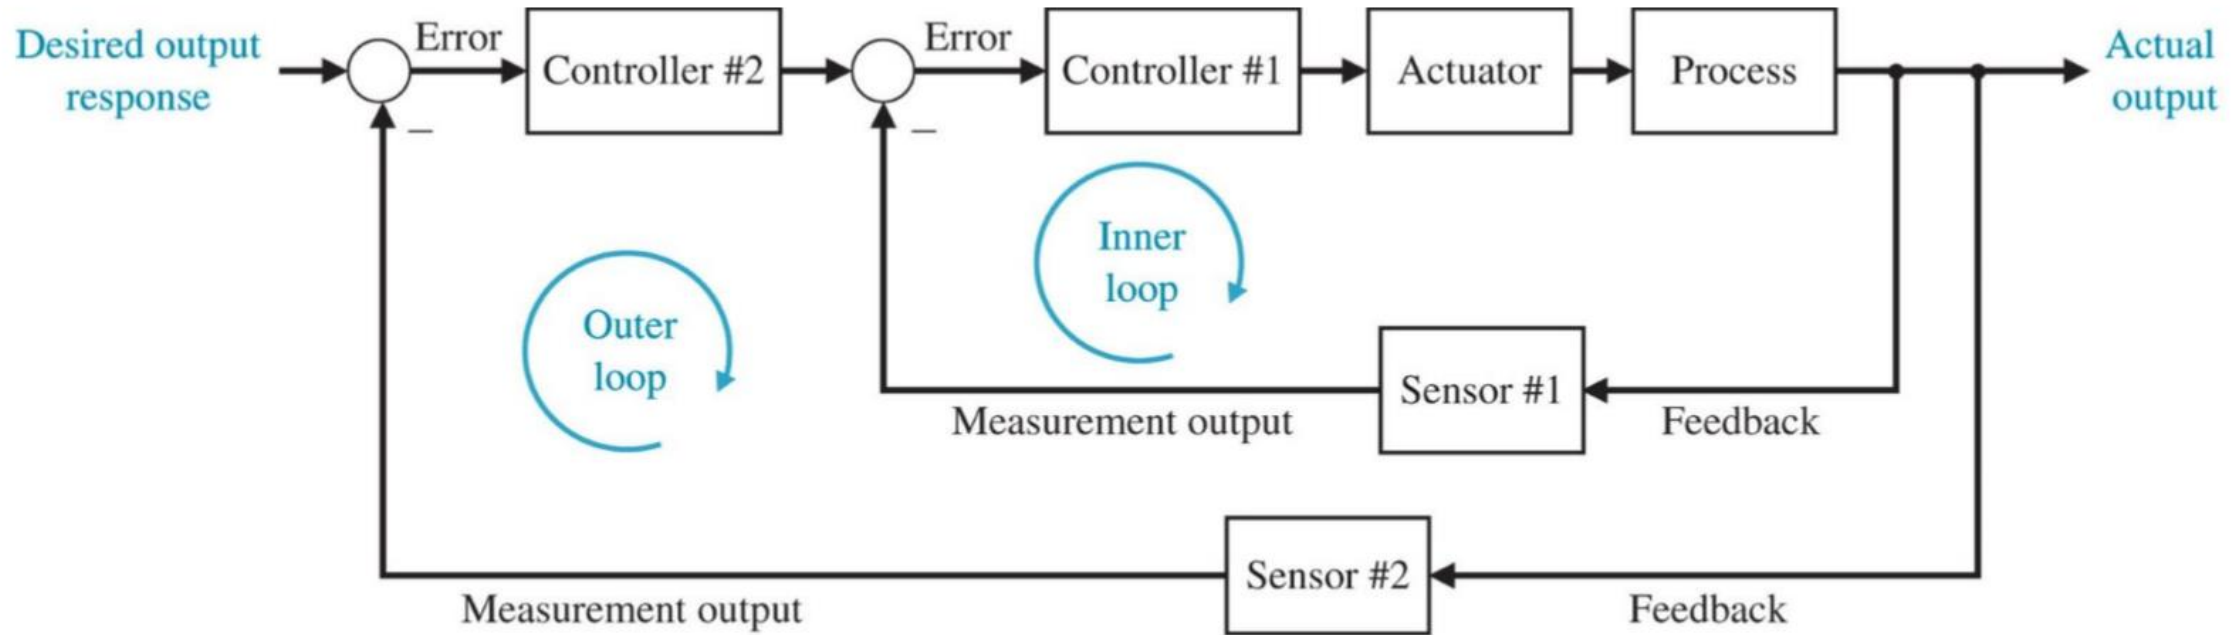 Desired output
response
Error
Controller #2
Error
Controller #1
Actuator
Process
Actual
output
–
–
Inner
loop
Outer
loop
Sensor #1
Measurement output
Feedback
Sensor #2
Measurement output
Feedback